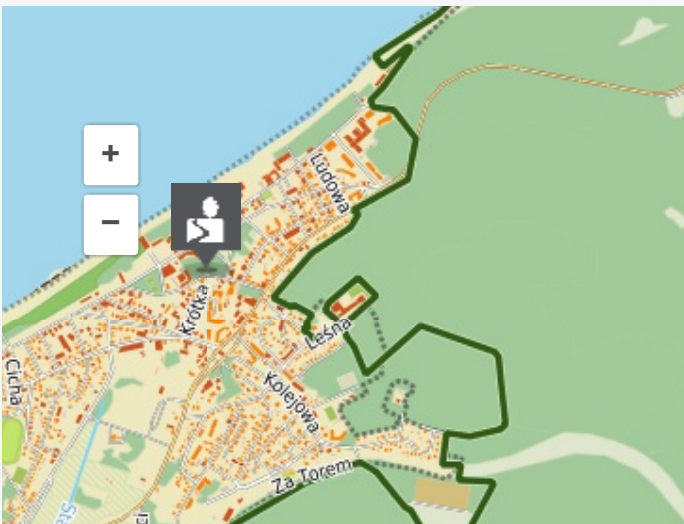 +
−
Ludowa
Krótka
Leśna
Cicha
Kolejowa
Za Torem